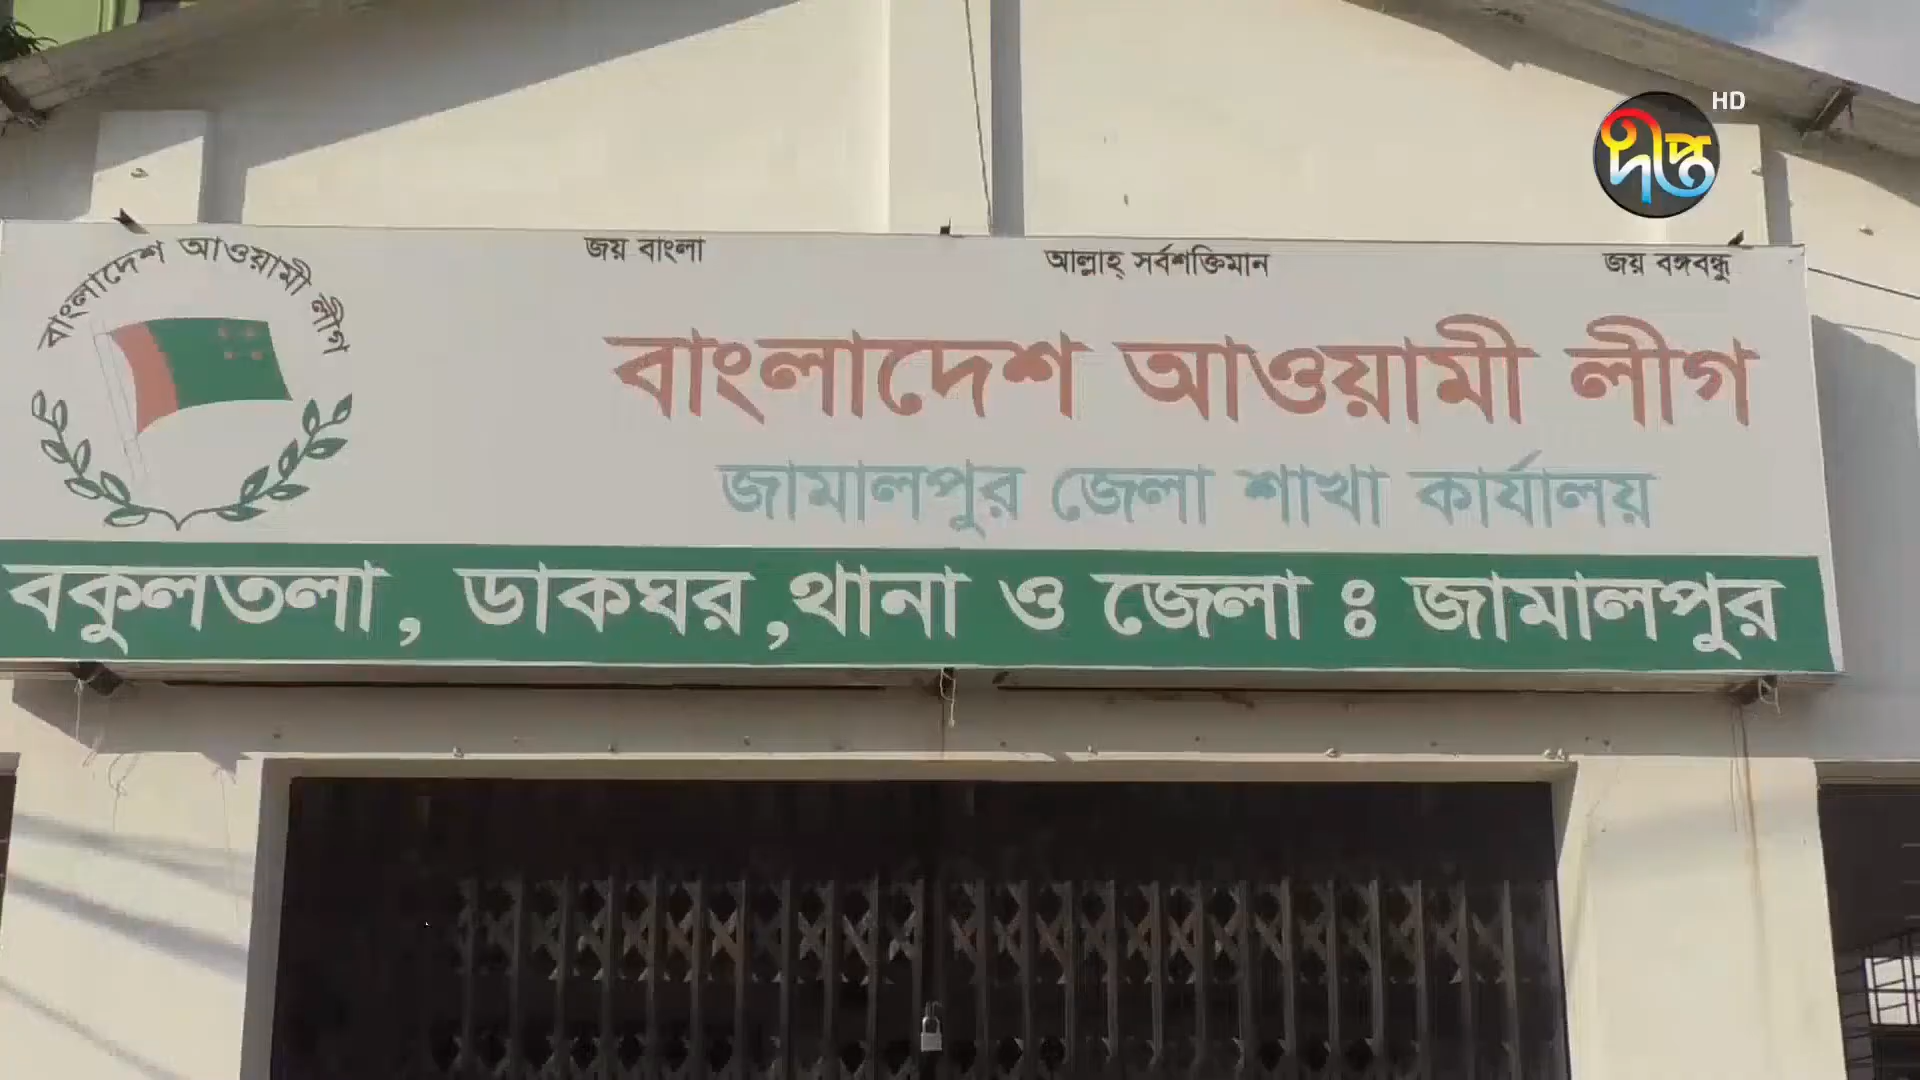 HD
দীপ্ত
বাংলাদেশ আওয়ামী লীগ
জয় বাংলা
আল্লাহ্ সর্বশক্তিমান
জয় বঙ্গবন্ধু
বাংলাদেশ আওয়ামী লীগ
জামালপুর জেলা শাখা কার্যালয়
বকুলতলা, ডাকঘর,থানা ও জেলা ঃ জামালপুর